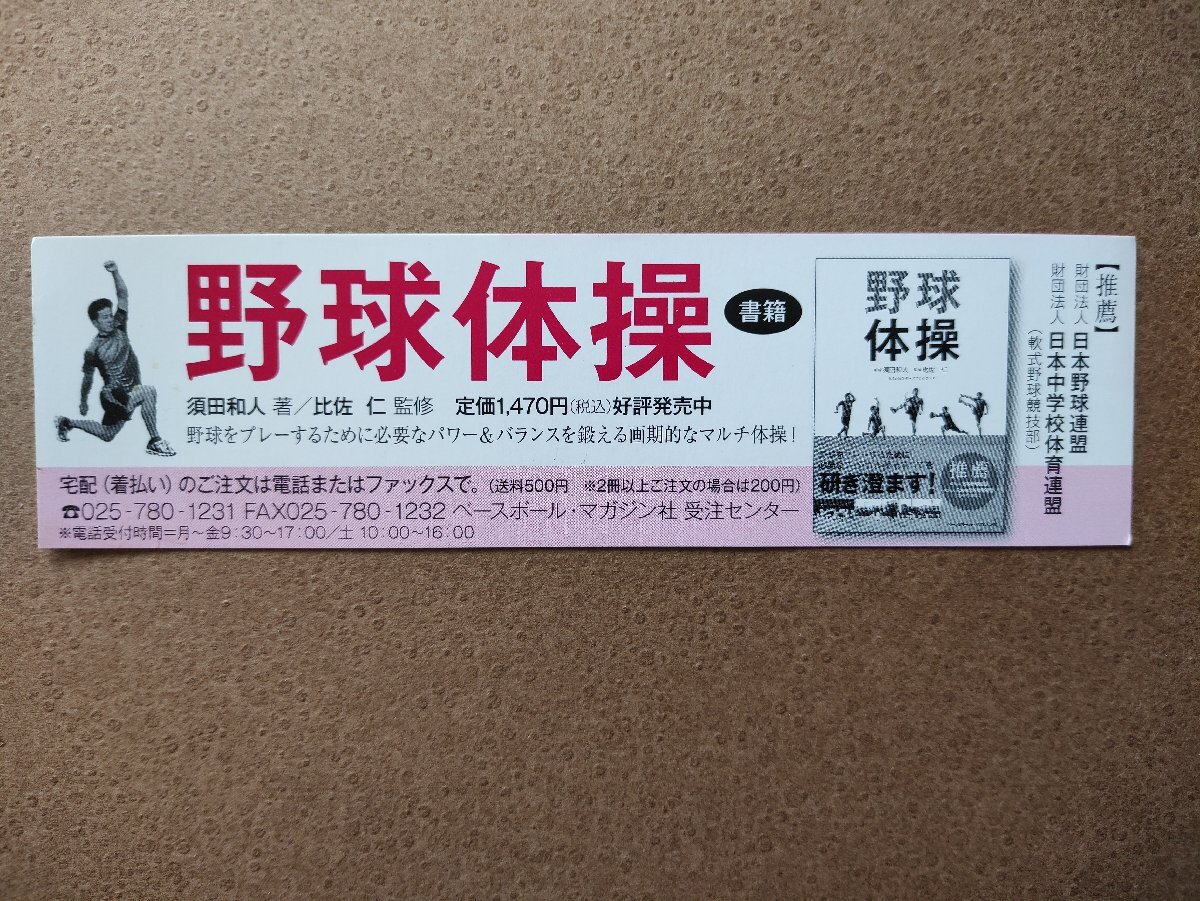 野球体操
書籍
須田和人 著／比佐 仁 監修 定価1,470円(税込)好評発売中
野球をプレーするために必要なパワー＆バランスを鍛える画期的なマルチ体操！
宅配（着払い）のご注文は電話またはファックスで。(送料500円 ※2冊以上ご注文の場合は200円)
☎025-780-1231 FAX025-780-1232 ベースボール・マガジン社 受注センター
※電話受付時間＝月〜金9:30〜17:00／土 10:00〜16:00
野球
体操
研き澄ます！
推薦
【推薦】
財団法人 日本野球連盟
財団法人 日本中学校体育連盟
（軟式野球競技部）